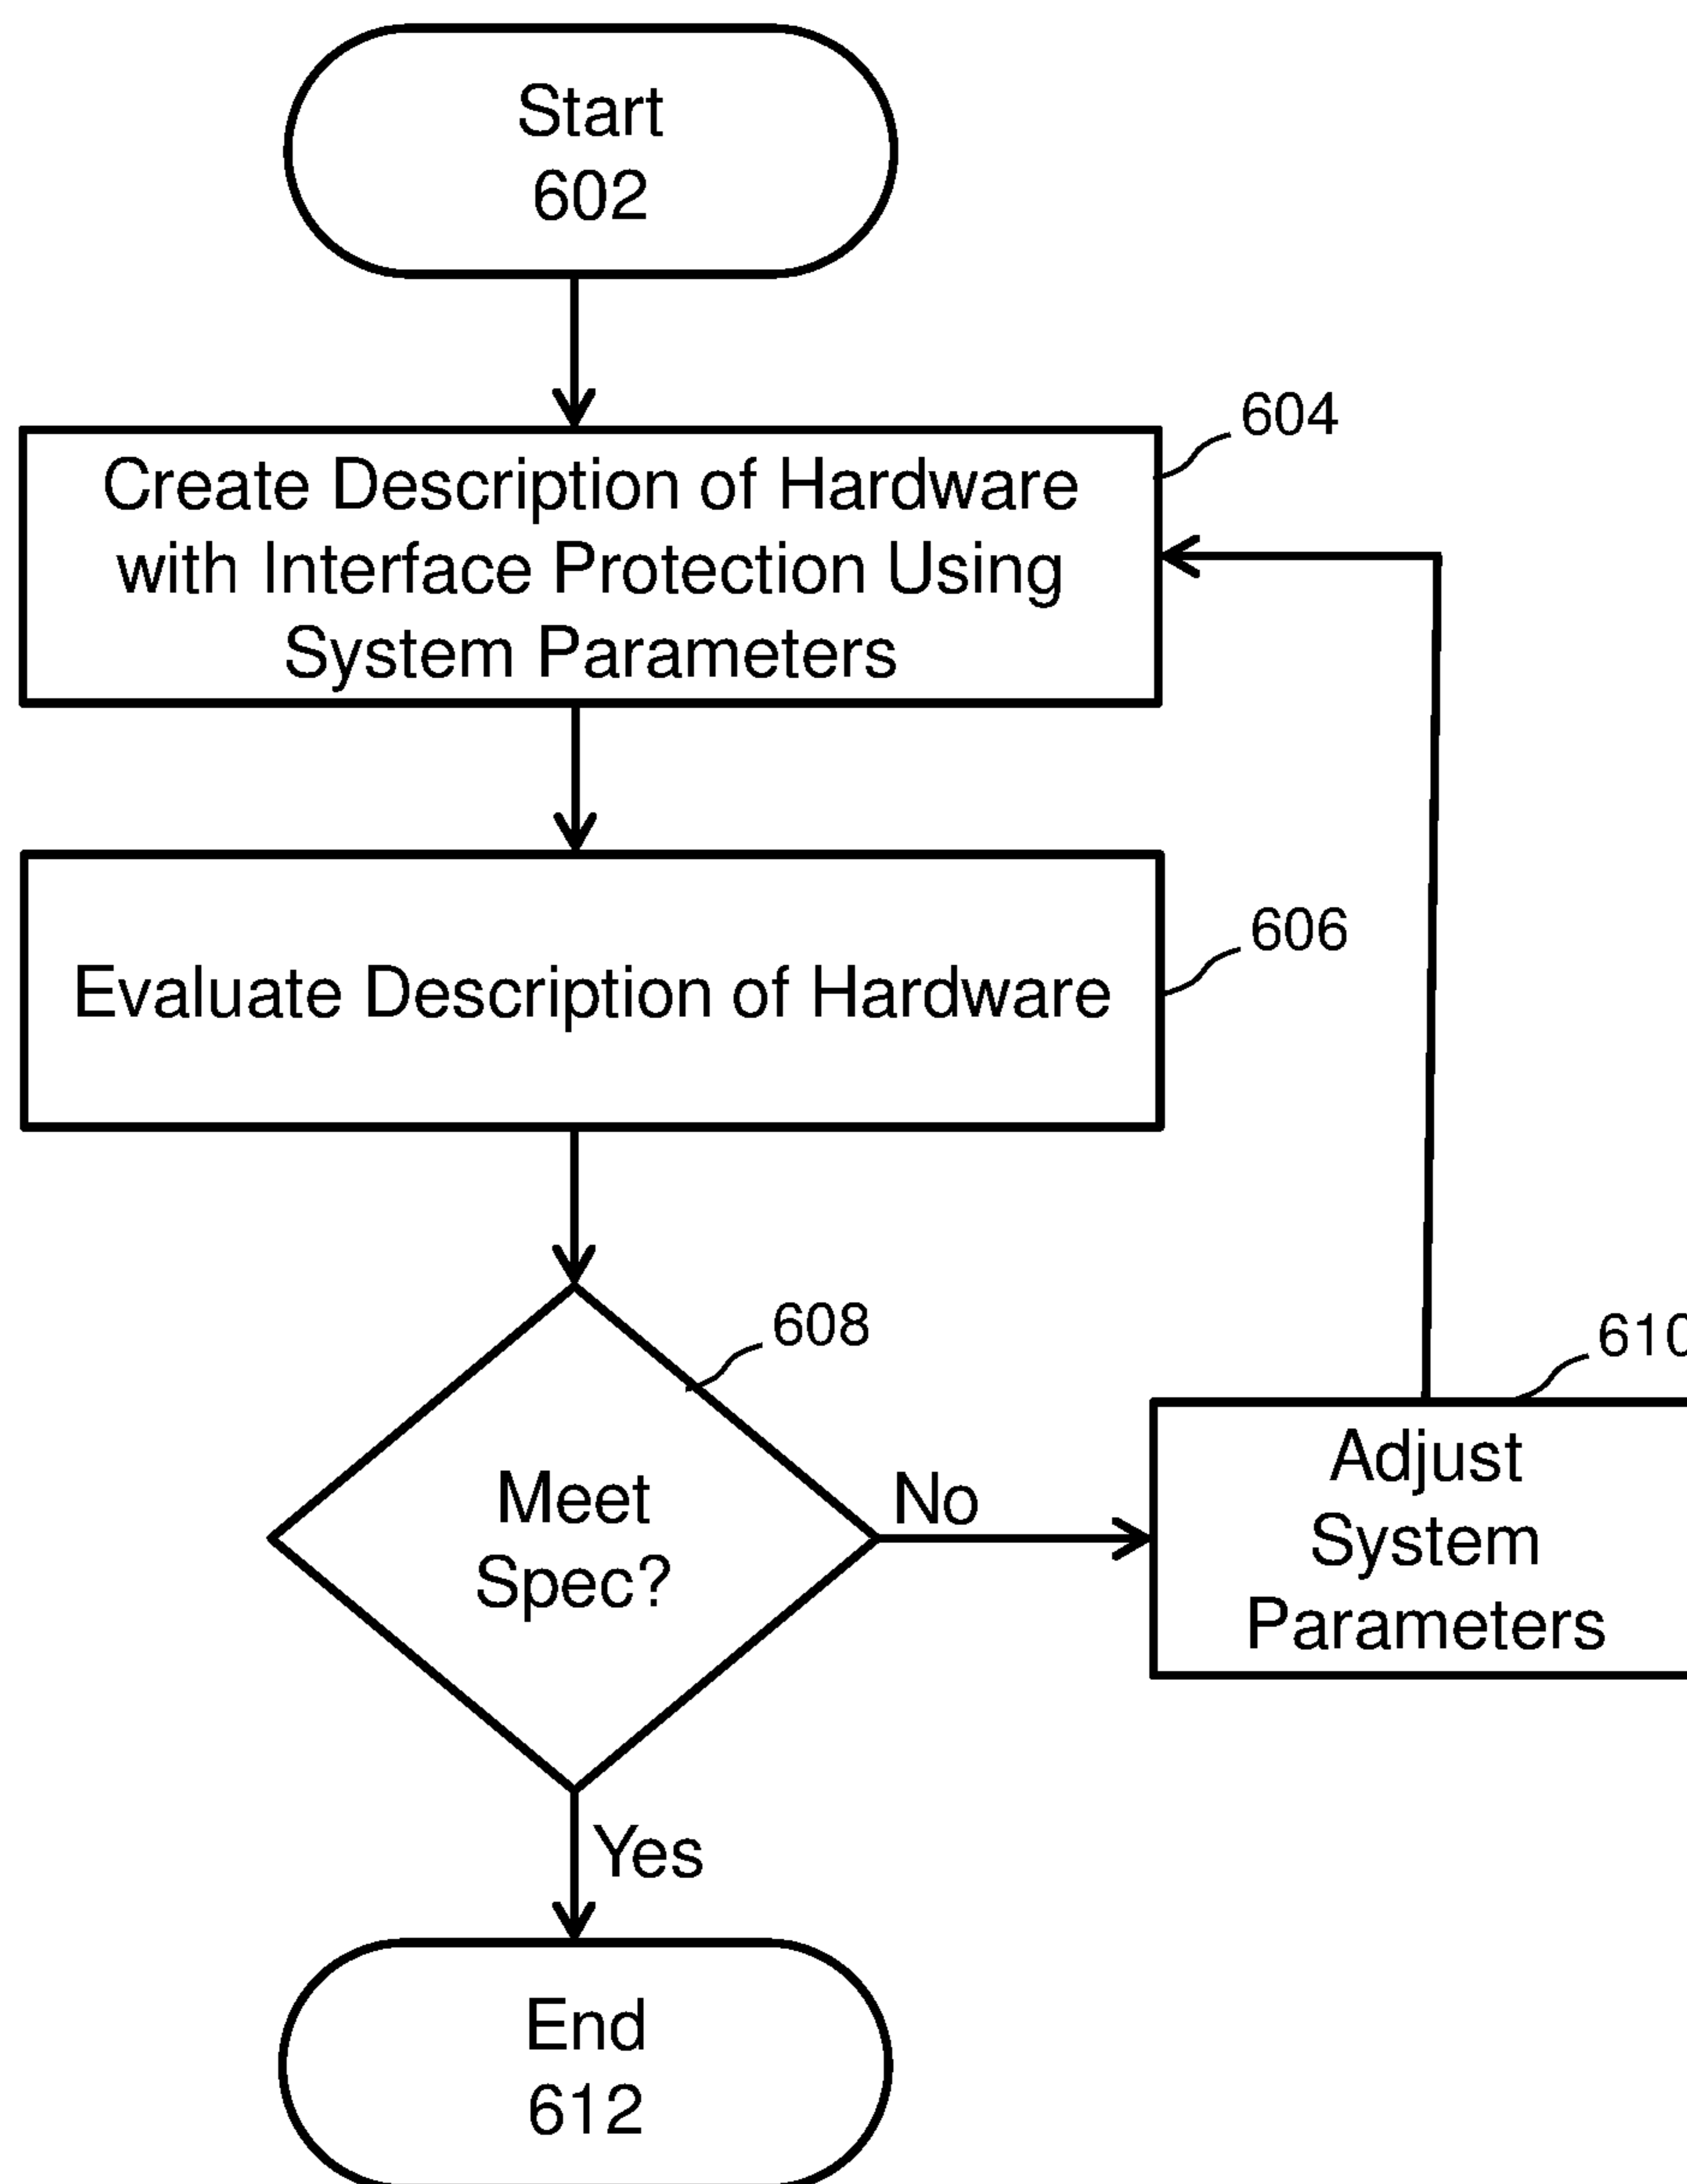 Start
602
604
Create Description of Hardware
with Interface Protection Using
System Parameters
606
Evaluate Description of Hardware
608
Meet
Spec?
No
610
Adjust
System
Parameters
Yes
End
612